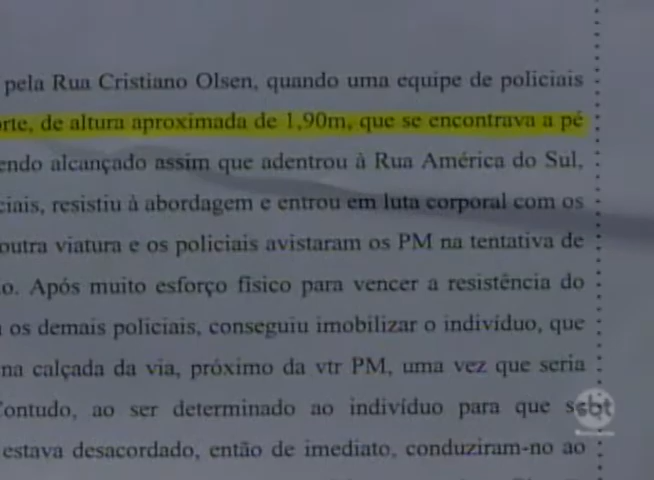 pela Rua Cristiano Olsen, quando uma equipe de policiais
orte, de altura aproximada de 1,90m, que se encontrava a pé
endo alcançado assim que adentrou à Rua América do Sul,
ciais, resistiu à abordagem e entrou em luta corporal com os
outra viatura e os policiais avistaram os PM na tentativa de
o. Após muito esforço físico para vencer a resistência do
os demais policiais, conseguiu imobilizar o indivíduo, que
na calçada da via, próximo da vtr PM, uma vez que seria
Contudo, ao ser determinado ao indivíduo para que
sbt
estava desacordado, então de imediato, conduziram-no ao